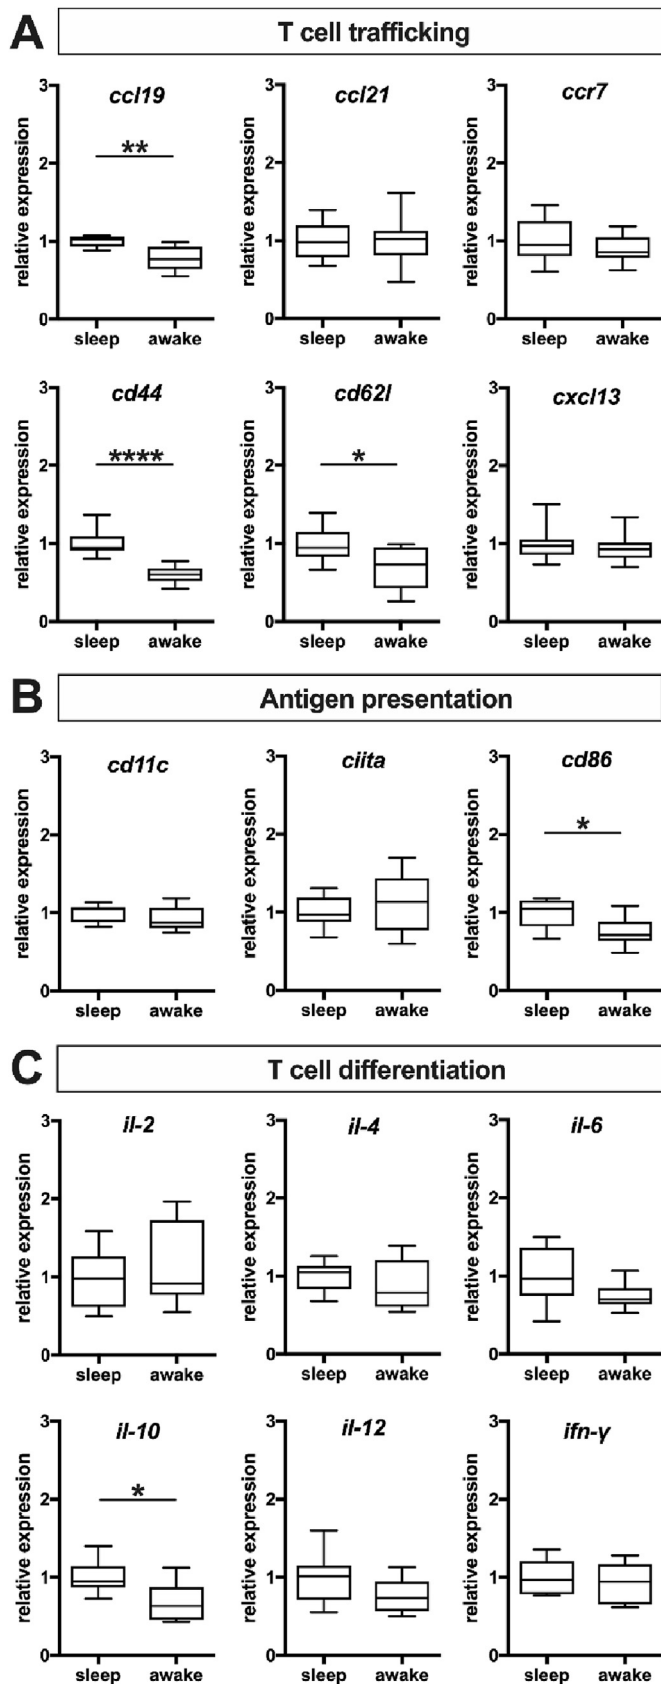 A T cell trafficking
ccl19 ccl21 ccr7
3 3 3
** 
relative expression relative expression relative expression
2 2 2
1 1 1
0 0 0
sleep awake sleep awake sleep awake
cd44 cd62l cxcl13
3 3 3
**** *
relative expression relative expression relative expression
2 2 2
1 1 1
0 0 0
sleep awake sleep awake sleep awake
B Antigen presentation
cd11c ciita cd86
3 3 3
*
relative expression relative expression relative expression
2 2 2
1 1 1
0 0 0
sleep awake sleep awake sleep awake
C T cell differentiation
il-2 il-4 il-6
3 3 3
relative expression relative expression relative expression
2 2 2
1 1 1
0 0 0
sleep awake sleep awake sleep awake
il-10 il-12 ifn-γ
3 3 3
*
relative expression relative expression relative expression
2 2 2
1 1 1
0 0 0
sleep awake sleep awake sleep awake